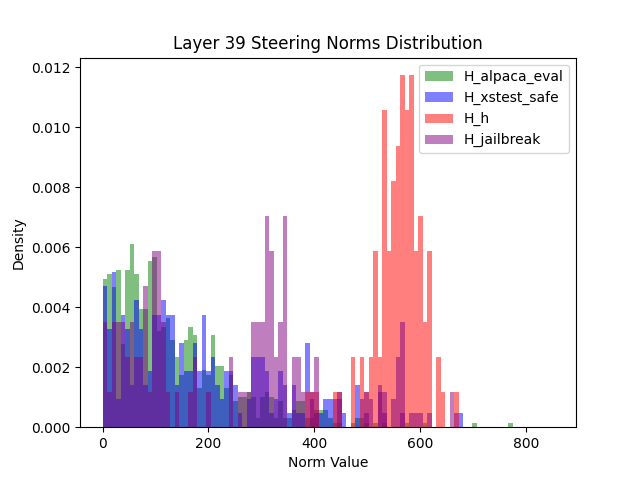 Layer 39 Steering Norms Distribution
H_alpaca_eval
H_xstest_safe
H_h
H_jailbreak
0.012
0.010
0.008
0.006
0.004
0.002
0.000
Density
0
200
400
600
800
Norm Value